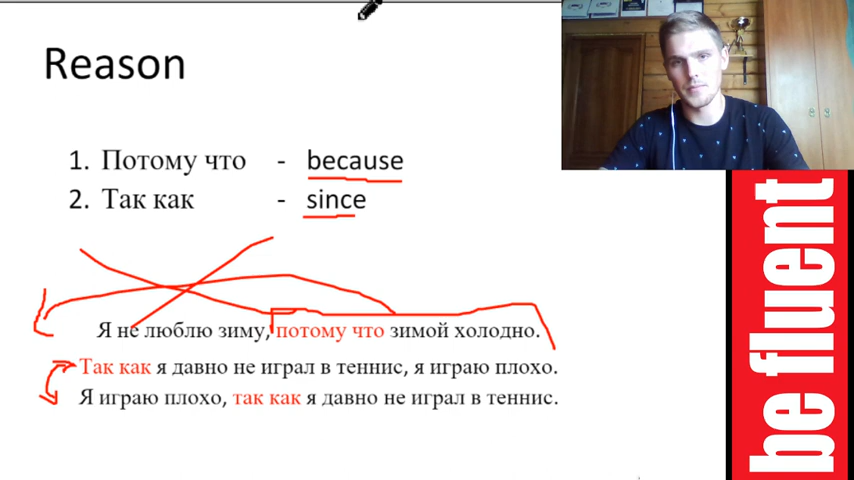 Reason
1. Потому что - because
2. Так как - since
Я не люблю зиму, потому что зимой холодно.
Так как я давно не играл в теннис, я играю плохо.
Я играю плохо, так как я давно не играл в теннис.
be fluent